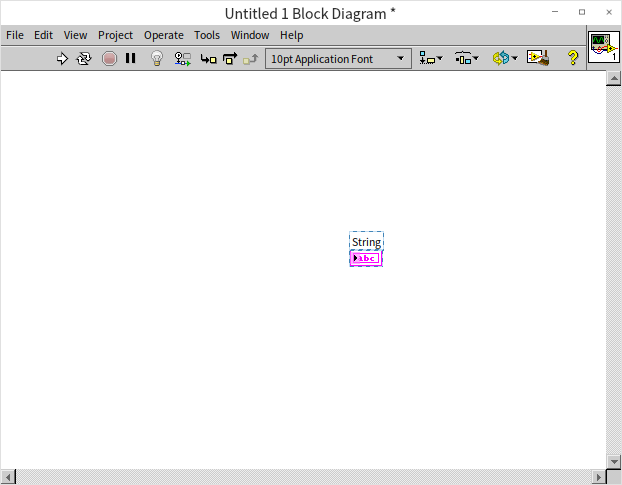 Untitled 1 Block Diagram *
File Edit View Project Operate Tools Window Help
10pt Application Font
1
?
String
abc